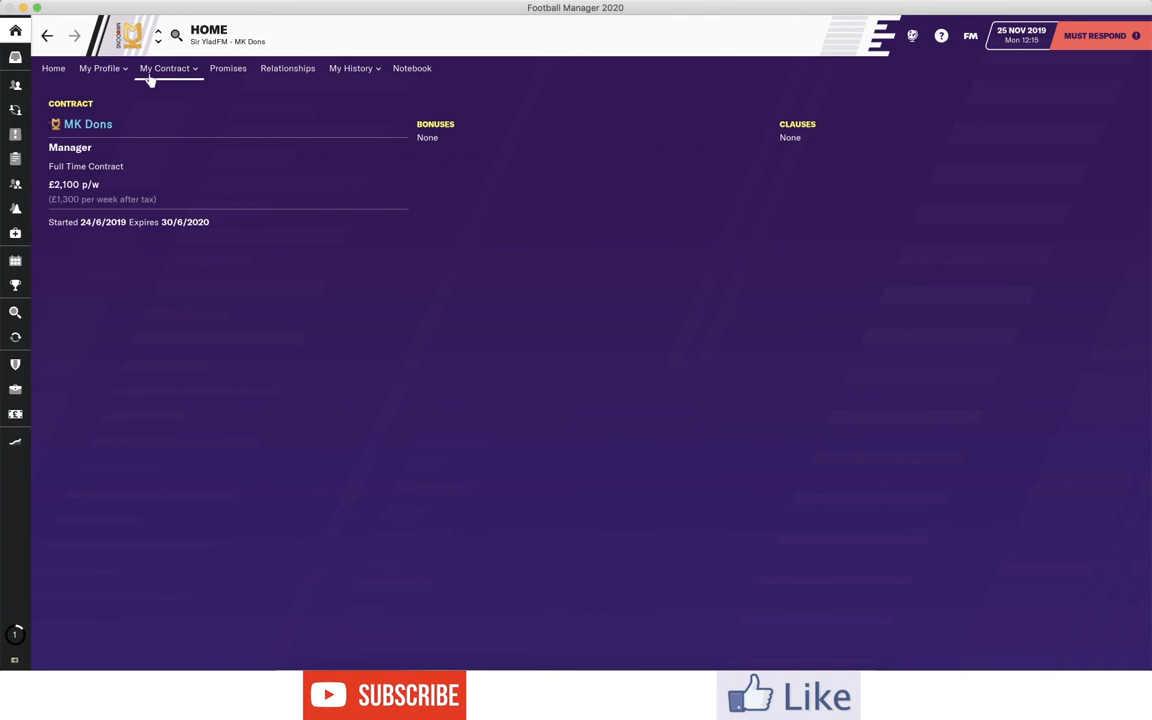 Football Manager 2020
HOME
Sir YladFM - MK Dons
FM
25 NOV 2019
Mon 12:15
MUST RESPOND
Home My Profile My Contract Promises Relationships My History Notebook
CONTRACT
MK Dons
Manager
Full Time Contract
£2,100 p/w
(£1,300 per week after tax)
Started 24/6/2019 Expires 30/6/2020
BONUSES
None
CLAUSES
None
1
SUBSCRIBE
Like